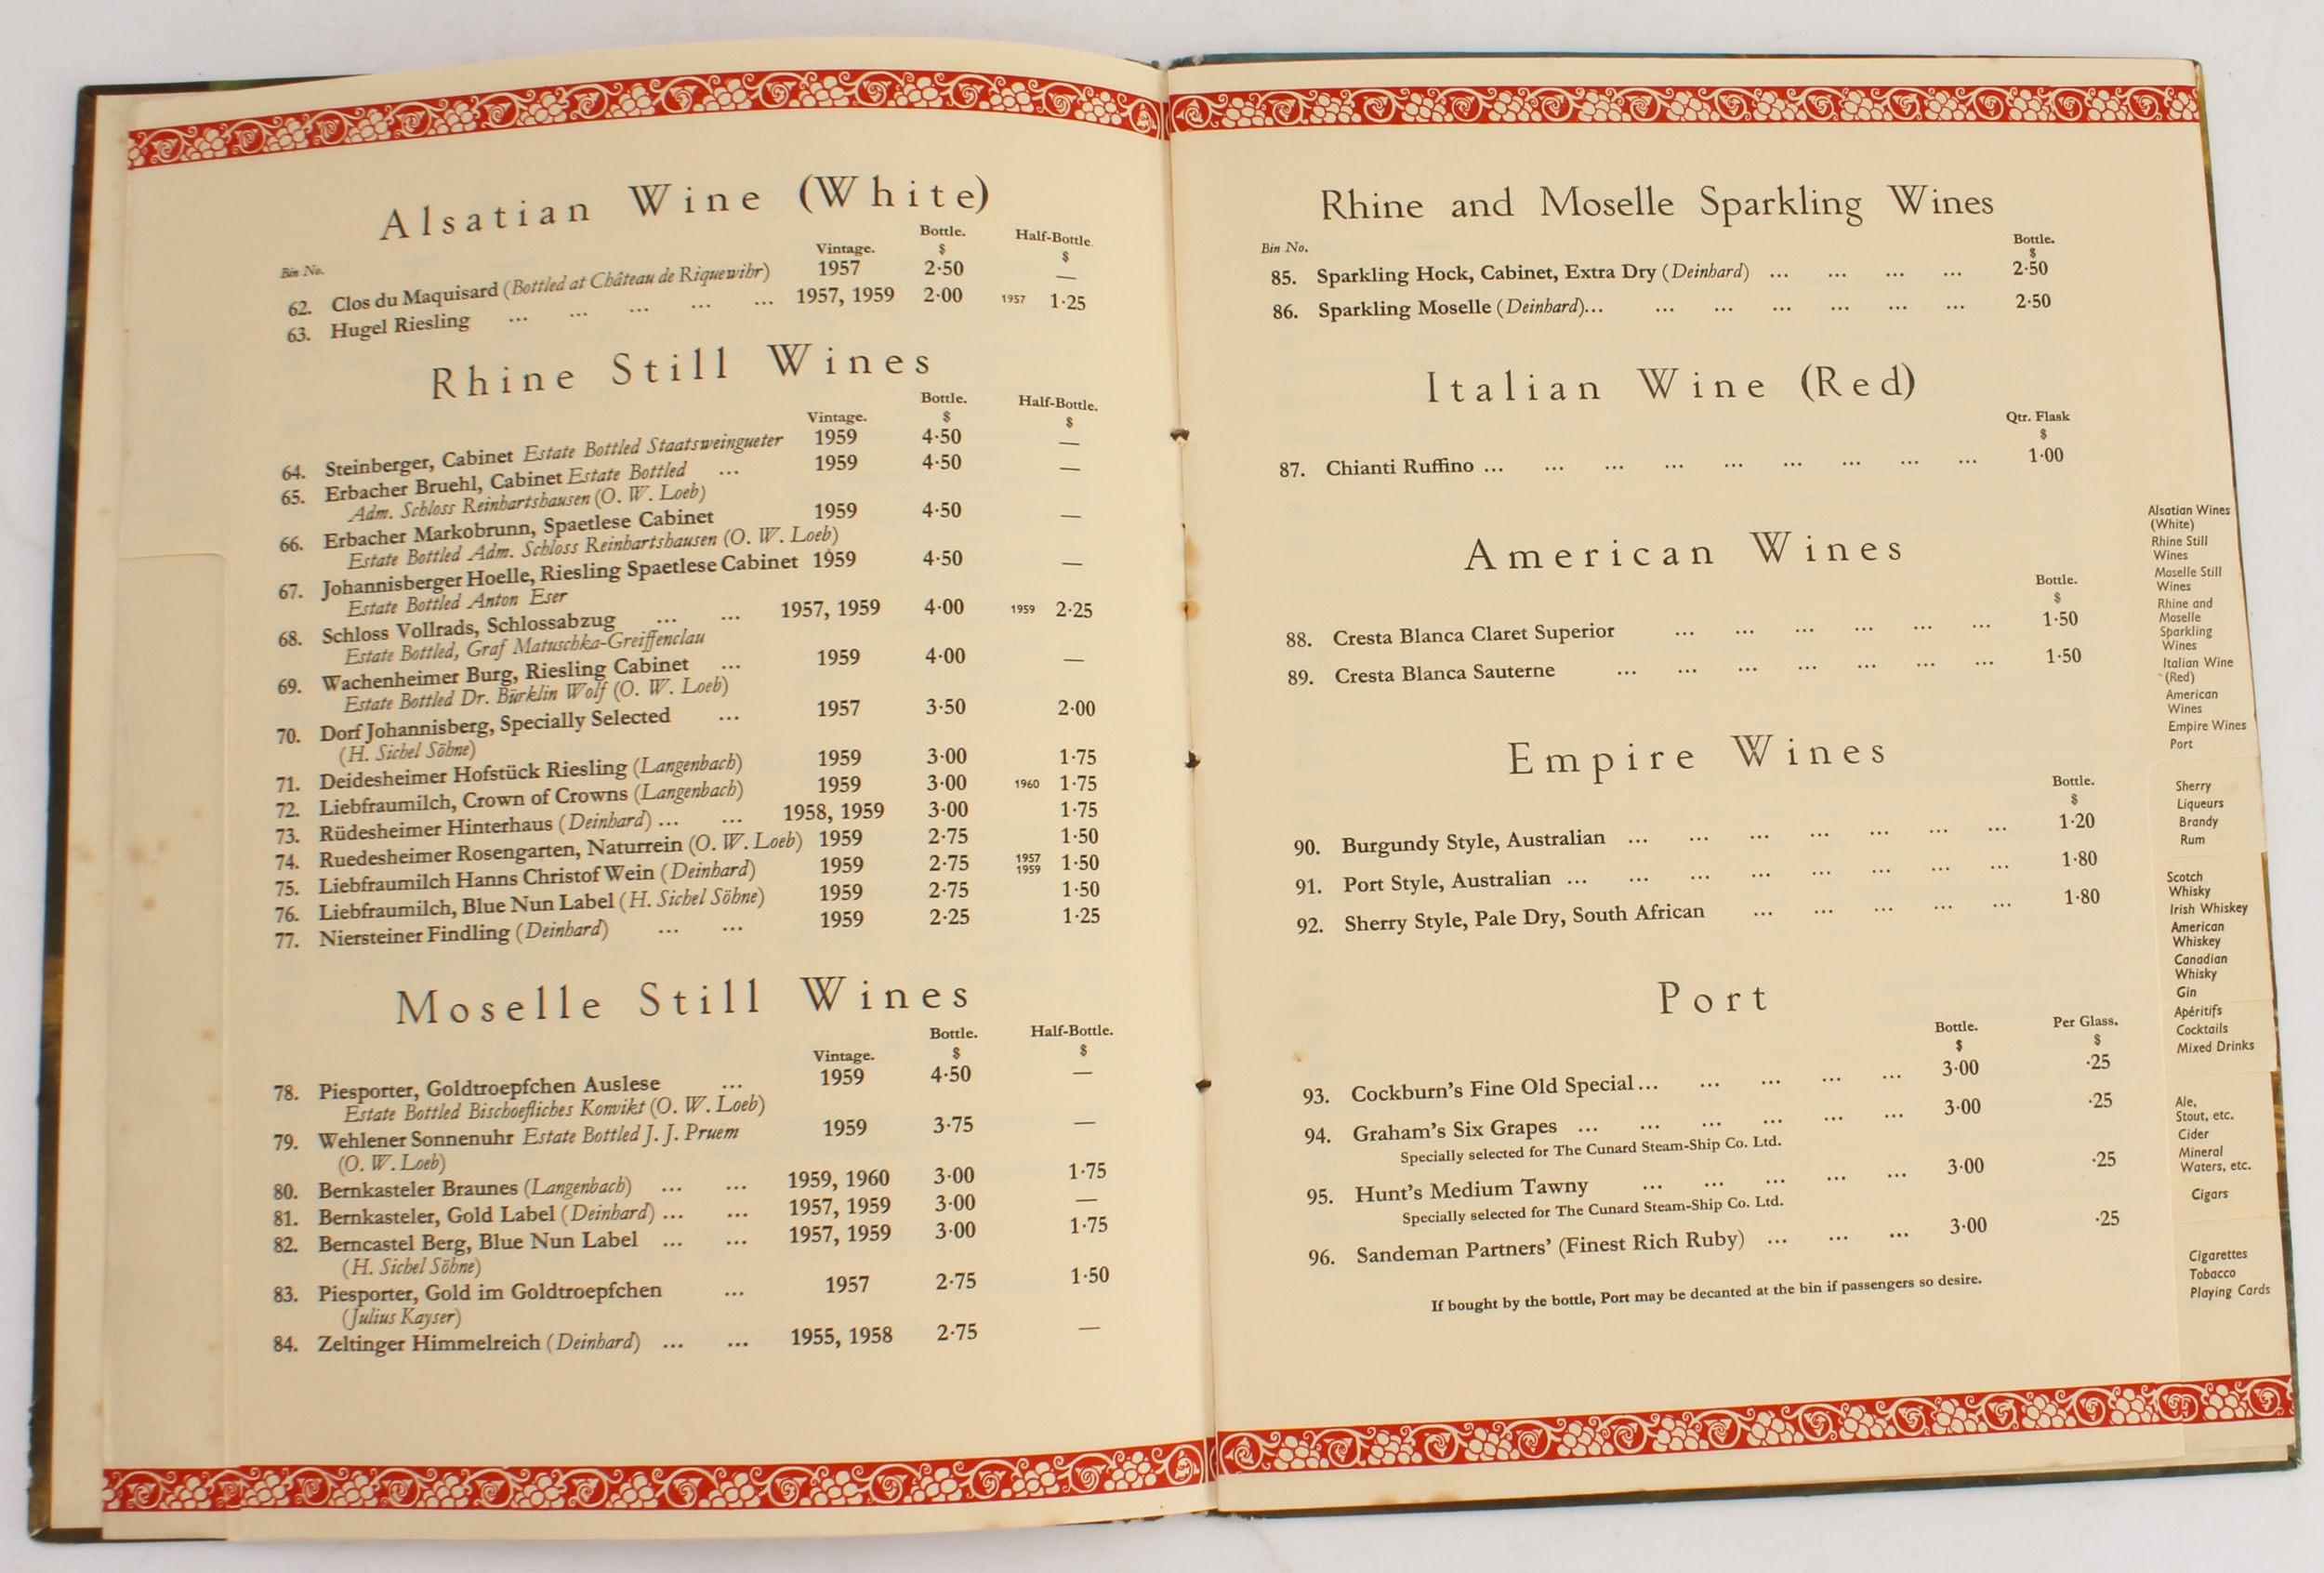 Alsatian Wine (White)
Bin No. Vintage. Bottle. $ Half-Bottle. $
62. Clos du Maquisard (Bottled at Château de Riquewihr) 1957 2·50 —
63. Hugel Riesling ... ... ... ... ... 1957, 1959 2·00 1957 1·25
Rhine Still Wines
Vintage. Bottle. $ Half-Bottle. $
64. Steinberger, Cabinet Estate Bottled Staatsweingueter 1959 4·50 —
65. Erbacher Bruehl, Cabinet Estate Bottled ... 1959 4·50 —
Adm. Schloss Reinhartshausen (O. W. Loeb)
66. Erbacher Markobrunn, Spaetlese Cabinet 1959 4·50 —
Estate Bottled Adm. Schloss Reinhartshausen (O. W. Loeb)
67. Johannisberger Hoelle, Riesling Spaetlese Cabinet 1959 4·50 —
Estate Bottled Anton Eser
68. Schloss Vollrads, Schlossabzug ... ... 1957, 1959 4·00 1959 2·25
Estate Bottled, Graf Matuschka-Greiffenclau
69. Wachenheimer Burg, Riesling Cabinet ... 1959 4·00 —
Estate Bottled Dr. Bürklin Wolf (O. W. Loeb)
70. Dorf Johannisberg, Specially Selected ... 1957 3·50 2·00
(H. Sichel Söhne)
71. Deidesheimer Hofstück Riesling (Langenbach) 1959 3·00 1·75
72. Liebfraumilch, Crown of Crowns (Langenbach) 1959 3·00 1960 1·75
73. Rüdesheimer Hinterhaus (Deinhard) ... ... 1958, 1959 3·00 1·75
74. Ruedesheimer Rosengarten, Naturrein (O. W. Loeb) 1959 2·75 1·50
75. Liebfraumilch Hanns Christof Wein (Deinhard) 1959 2·75 1957 1959 1·50
76. Liebfraumilch, Blue Nun Label (H. Sichel Söhne) 1959 2·75 1·50
77. Niersteiner Findling (Deinhard) ... ... 1959 2·25 1·25
Moselle Still Wines
Vintage. Bottle. $ Half-Bottle. $
78. Piesporter, Goldtroepfchen Auslese ... 1959 4·50 —
Estate Bottled Bischoefliches Konvikt (O. W. Loeb)
79. Wehlener Sonnenuhr Estate Bottled J. J. Pruem 1959 3·75 —
(O. W. Loeb)
80. Bernkasteler Braunes (Langenbach) ... ... 1959, 1960 3·00 1·75
81. Bernkasteler, Gold Label (Deinhard) ... ... 1957, 1959 3·00 —
82. Berncastel Berg, Blue Nun Label ... ... 1957, 1959 3·00 1·75
(H. Sichel Söhne)
83. Piesporter, Gold im Goldtroepfchen ... 1957 2·75 1·50
(Julius Kayser)
84. Zeltinger Himmelreich (Deinhard) ... ... 1955, 1958 2·75 —
Rhine and Moselle Sparkling Wines
Bin No. Bottle. $
85. Sparkling Hock, Cabinet, Extra Dry (Deinhard) ... ... ... ... 2·50
86. Sparkling Moselle (Deinhard)... ... ... ... ... ... ... 2·50
Italian Wine (Red)
Qtr. Flask $
87. Chianti Ruffino ... ... ... ... ... ... ... ... ... 1·00
American Wines
Bottle. $
88. Cresta Blanca Claret Superior ... ... ... ... ... ... 1·50
89. Cresta Blanca Sauterne ... ... ... ... ... ... ... 1·50
Empire Wines
Bottle. $
90. Burgundy Style, Australian ... ... ... ... ... ... ... 1·20
91. Port Style, Australian ... ... ... ... ... ... ... ... 1·80
92. Sherry Style, Pale Dry, South African ... ... ... ... ... 1·80
Port
Bottle. $ Per Glass. $
93. Cockburn's Fine Old Special... ... ... ... ... 3·00 ·25
94. Graham's Six Grapes ... ... ... ... ... ... 3·00 ·25
Specially selected for The Cunard Steam-Ship Co. Ltd.
95. Hunt's Medium Tawny ... ... ... ... ... 3·00 ·25
Specially selected for The Cunard Steam-Ship Co. Ltd.
96. Sandeman Partners' (Finest Rich Ruby) ... ... ... 3·00 ·25
If bought by the bottle, Port may be decanted at the bin if passengers so desire.
Alsatian Wines
(White)
Rhine Still
Wines
Moselle Still
Wines
Rhine and
Moselle
Sparkling
Wines
Italian Wine
(Red)
American
Wines
Empire Wines
Port
Sherry
Liqueurs
Brandy
Rum
Scotch
Whisky
Irish Whiskey
American
Whiskey
Canadian
Whisky
Gin
Apéritifs
Cocktails
Mixed Drinks
Ale,
Stout, etc.
Cider
Mineral
Waters, etc.
Cigars
Cigarettes
Tobacco
Playing Cards